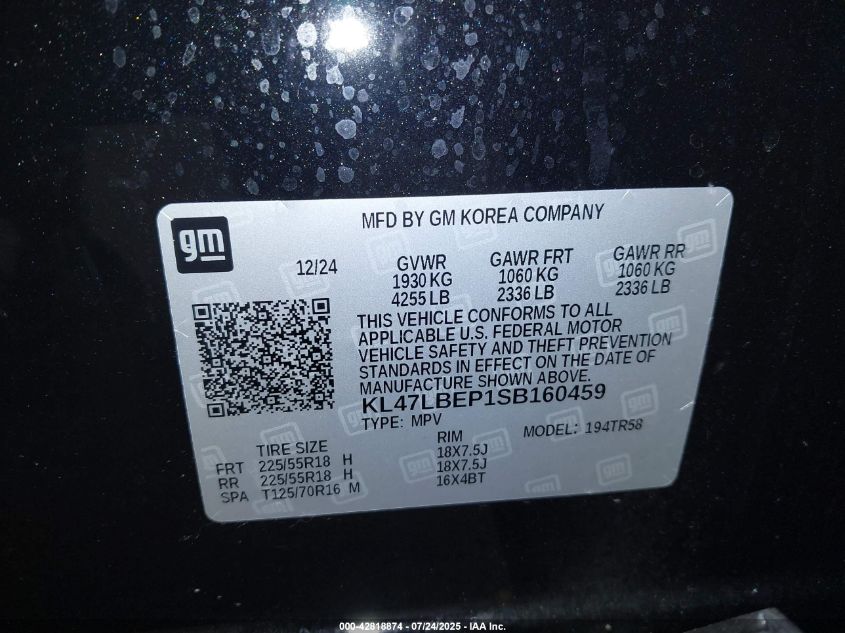 gm
MFD BY GM KOREA COMPANY
12/24 GVWR GAWR FRT GAWR RR
1930 KG 1060 KG 1060 KG
4255 LB 2336 LB 2336 LB
THIS VEHICLE CONFORMS TO ALL
APPLICABLE U.S. FEDERAL MOTOR
VEHICLE SAFETY AND THEFT PREVENTION
STANDARDS IN EFFECT ON THE DATE OF
MANUFACTURE SHOWN ABOVE.
KL47LBEP1SB160459
TYPE: MPV MODEL: 194TR58
TIRE SIZE RIM
FRT 225/55R18 H 18X7.5J
RR 225/55R18 H 18X7.5J
SPA T125/70R16 M 16X4BT
000-42818874 / 07/24/2025 - IAA Inc.